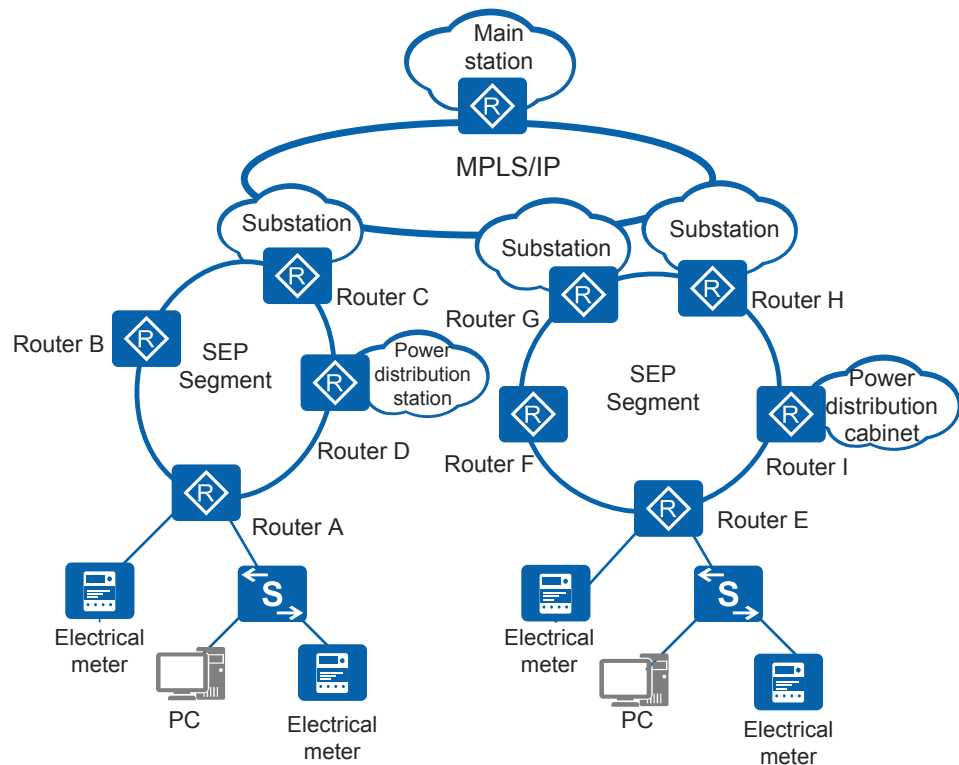 Main
station
R
MPLS/IP
Substation
Substation
Substation
R
Router C
R
Router G
R
Router H
Router B
R
SEP
Segment
R
Power
distribution
station
SEP
Segment
Router D
R
Router F
R
Power
distribution
cabinet
Router I
R
Router A
R
Router E
Electrical
meter
S
PC
Electrical
meter
Electrical
meter
S
PC
Electrical
meter